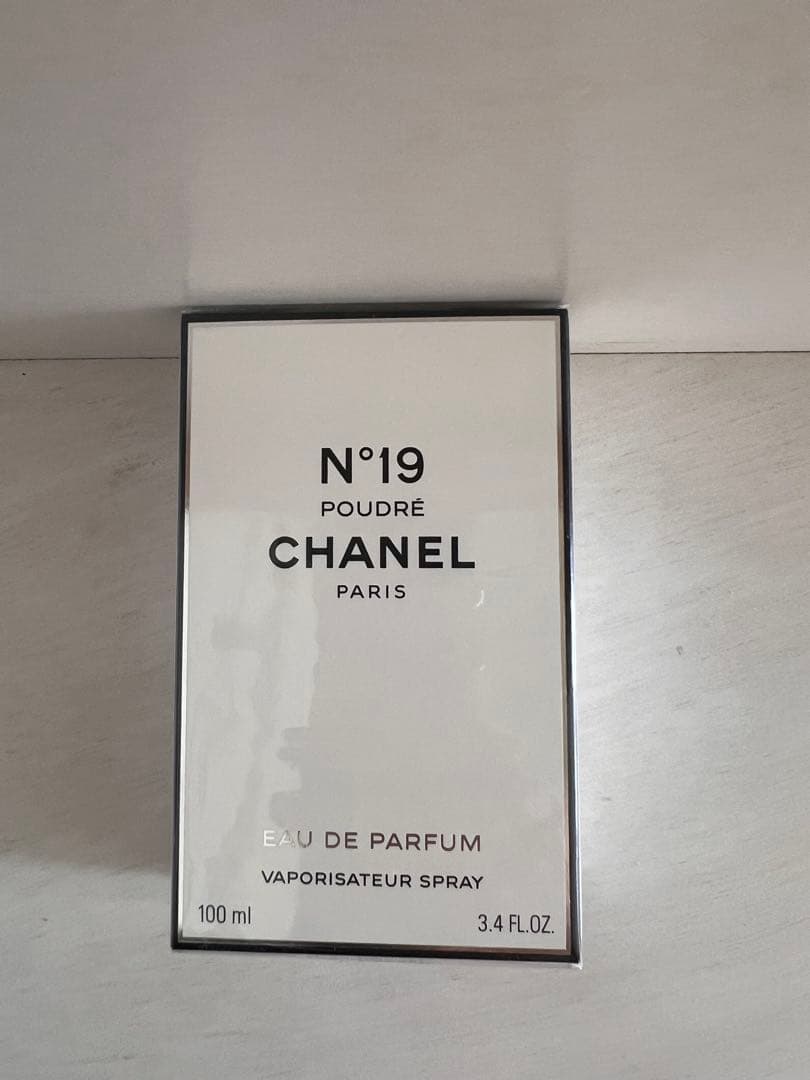 N°19
POUDRÉ
CHANEL
PARIS
EAU DE PARFUM
VAPORISATEUR SPRAY
100 ml
3.4 FL.OZ.